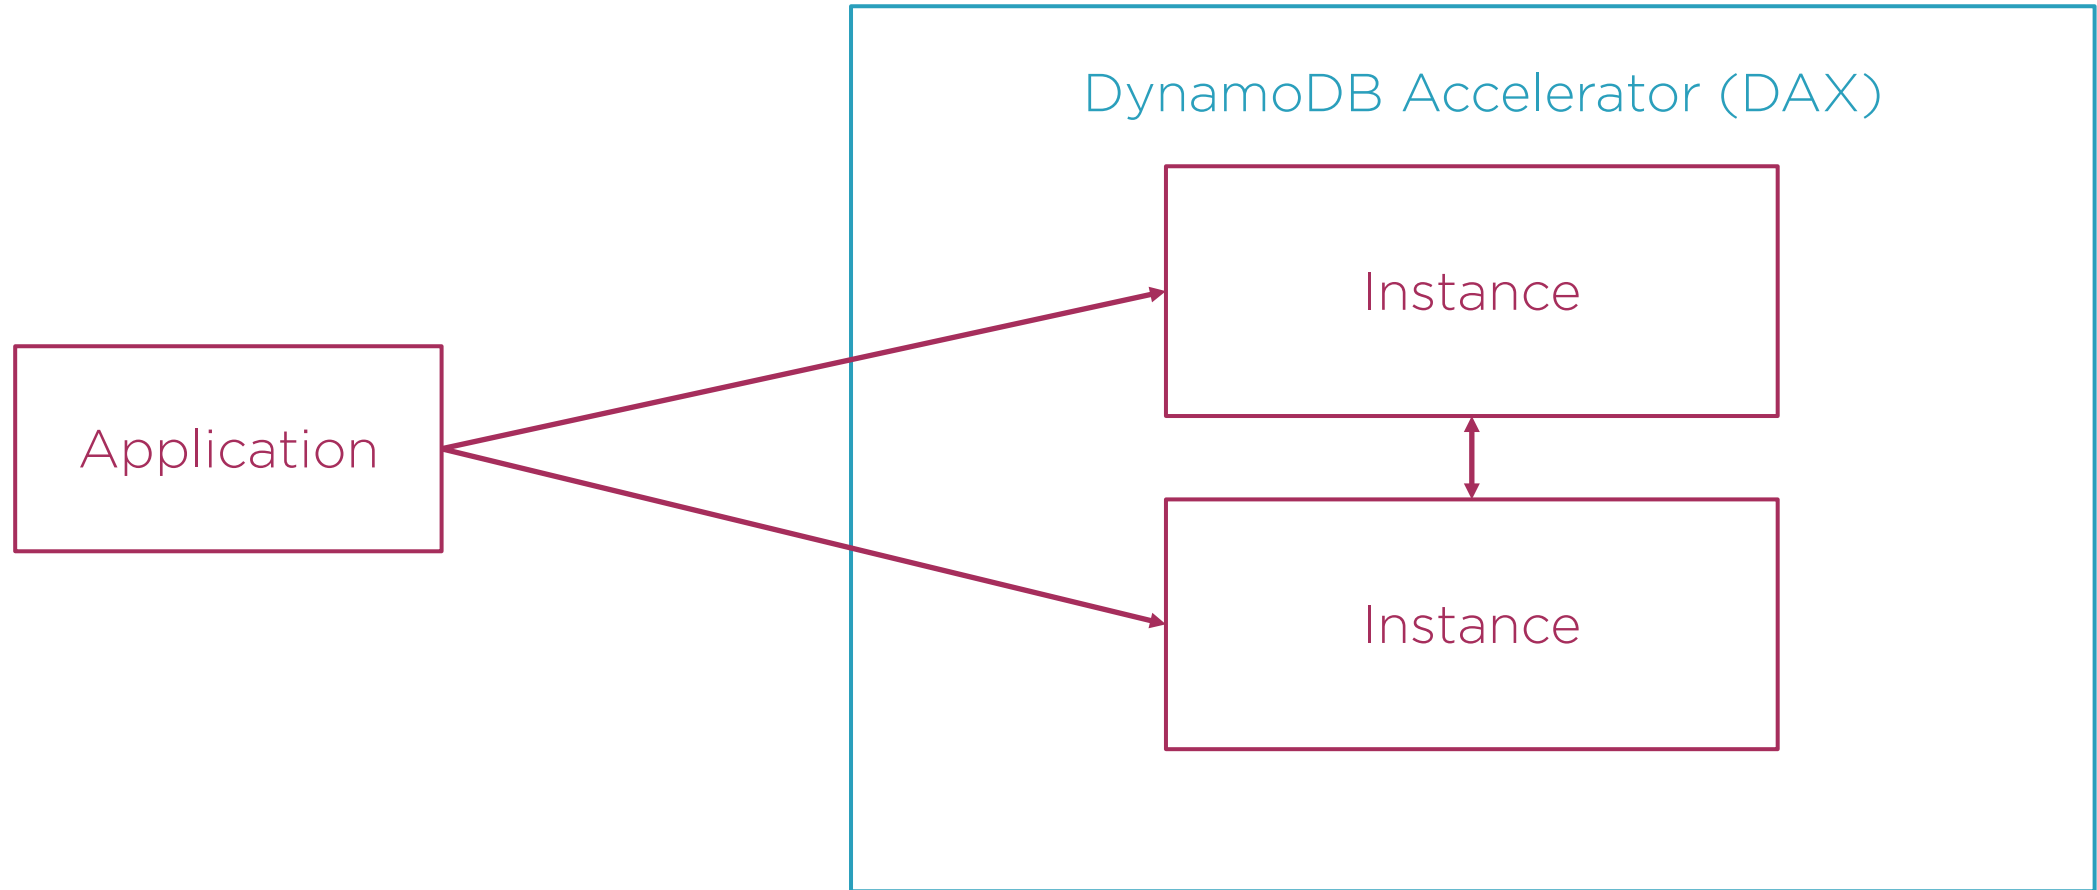 DynamoDB Accelerator (DAX)
Instance
Application
Instance